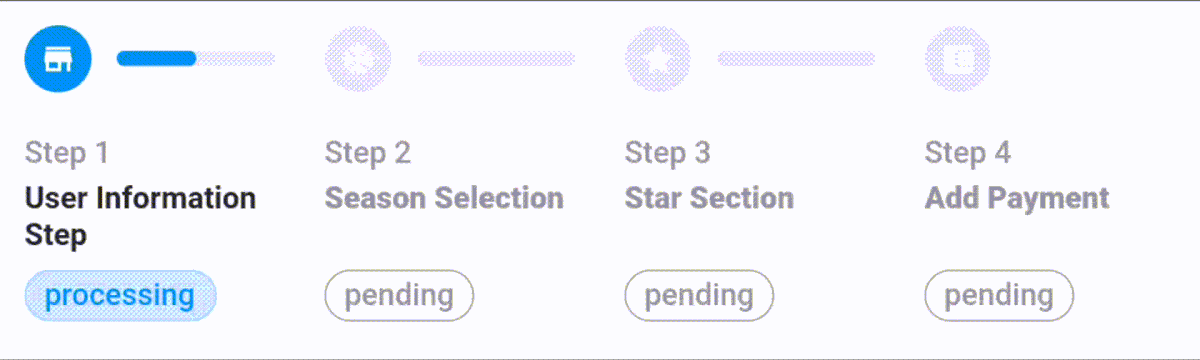 Step 1
User Information
Step
processing
Step 2
Season Selection
pending
Step 3
Star Section
pending
Step 4
Add Payment
pending